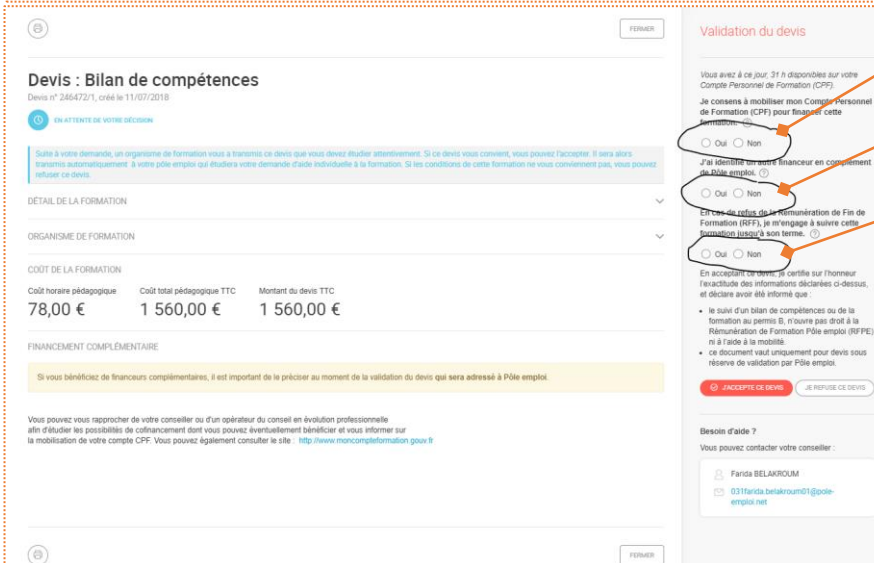 FERMER
Devis : Bilan de compétences
Devis n° 246472/1, créé le 11/07/2018
EN ATTENTE DE VOTRE DÉCISION
Suite à votre demande, un organisme de formation vous a transmis ce devis que vous devez étudier attentivement. Si ce devis vous convient, vous pouvez l'accepter. Il sera alors
transmis automatiquement à votre pôle emploi qui étudiera votre demande d'aide individuelle à la formation. Si les conditions de cette formation ne vous conviennent pas, vous pouvez
refuser ce devis.
DÉTAIL DE LA FORMATION
ORGANISME DE FORMATION
COÛT DE LA FORMATION
Coût horaire pédagogique Coût total pédagogique TTC Montant du devis TTC
78,00 € 1 560,00 € 1 560,00 €
FINANCEMENT COMPLÉMENTAIRE
Si vous bénéficiez de financeurs complémentaires, il est important de le préciser au moment de la validation du devis qui sera adressé à Pôle emploi.
Vous pouvez vous rapprocher de votre conseiller ou d'un opérateur du conseil en évolution professionnelle
afin d'étudier les possibilités de cofinancement dont vous pouvez éventuellement bénéficier et vous informer sur
la mobilisation de votre compte CPF. Vous pouvez également consulter le site : http://www.moncompteformation.gouv.fr
FERMER
Validation du devis
Vous avez à ce jour, 31 h disponibles sur votre
Compte Personnel de Formation (CPF).
Je consens à mobiliser mon Compte Personnel
de Formation (CPF) pour financer cette
formation. ?
Oui Non
J'ai identifié un autre financeur en complément
de Pôle emploi. ?
Oui Non
En cas de refus de la Rémunération de Fin de
Formation (RFF), je m'engage à suivre cette
formation jusqu'à son terme. ?
Oui Non
En acceptant ce devis, je certifie sur l'honneur
l'exactitude des informations déclarées ci-dessus,
et déclare avoir été informé que :
• le suivi d'un bilan de compétences ou de la
formation au permis B, n'ouvre pas droit à la
Rémunération de Formation Pôle emploi (RFPE)
ni à l'aide à la mobilité.
• ce document vaut uniquement pour devis sous
réserve de validation par Pôle emploi.
J'ACCEPTE CE DEVIS JE REFUSE CE DEVIS
Besoin d'aide ?
Vous pouvez contacter votre conseiller :
Farida BELAKROUM
031farida.belakroum01@pole-
emploi.net